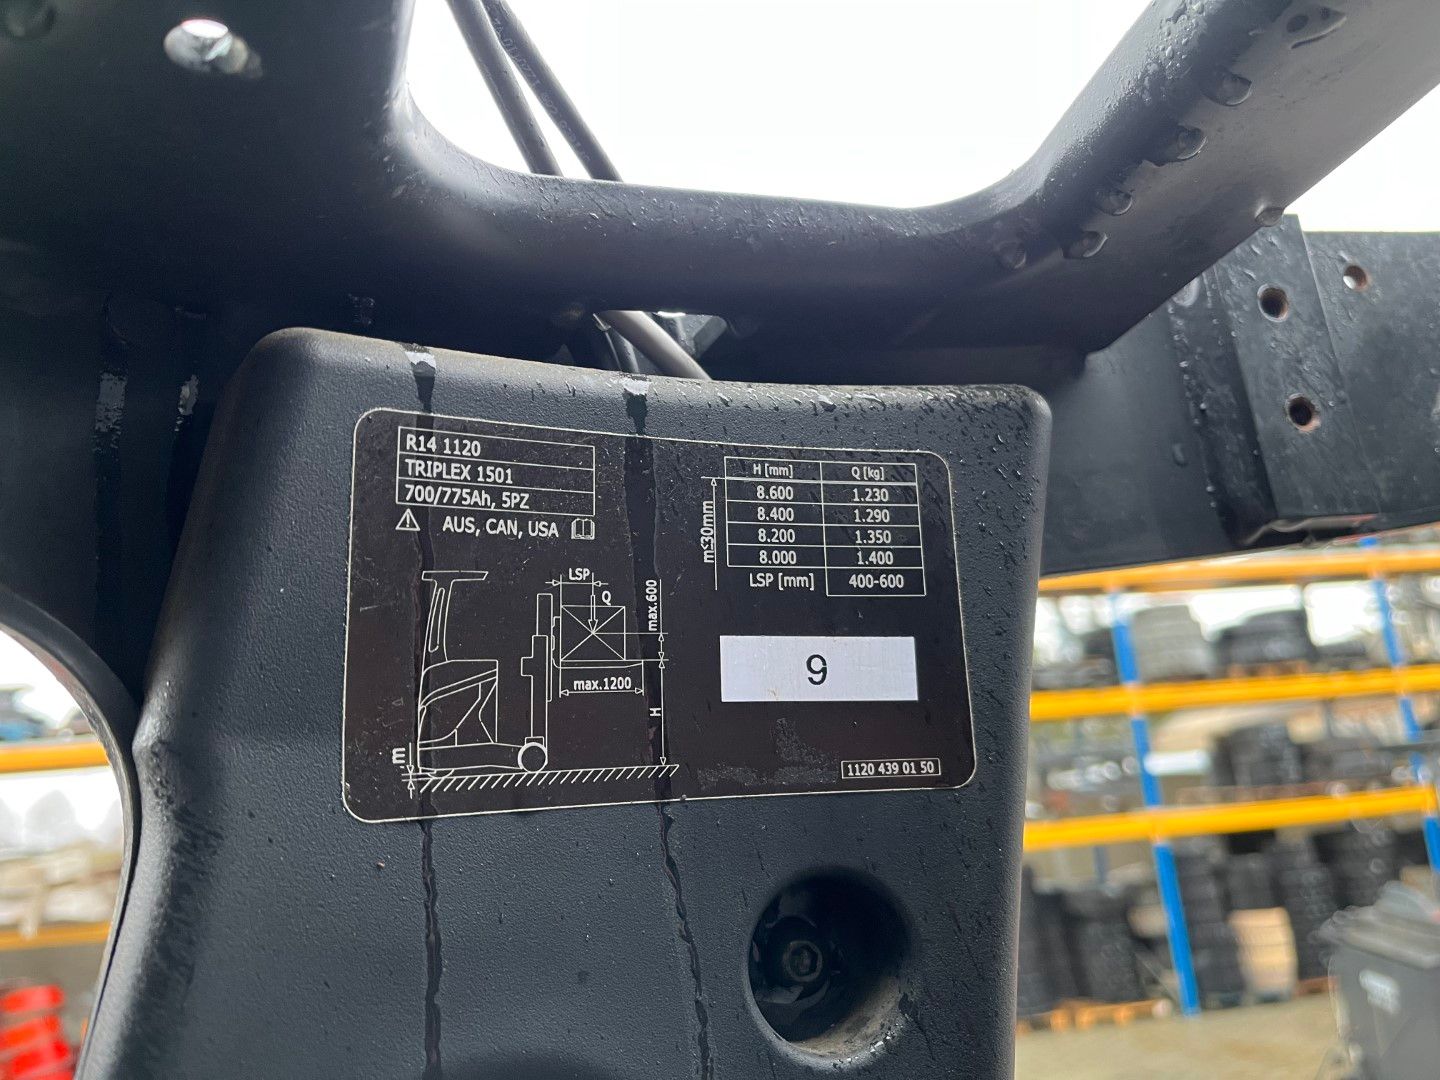 R14 1120
TRIPLEX 1501
700/775Ah, 5PZ
AUS, CAN, USA
H [mm] Q [kg]
8.600 1.230
8.400 1.290
8.200 1.350
8.000 1.400
LSP [mm] 400-600
m≤30mm
LSP
Q
max.600
max.1200
H
m
9
1120 439 01 50